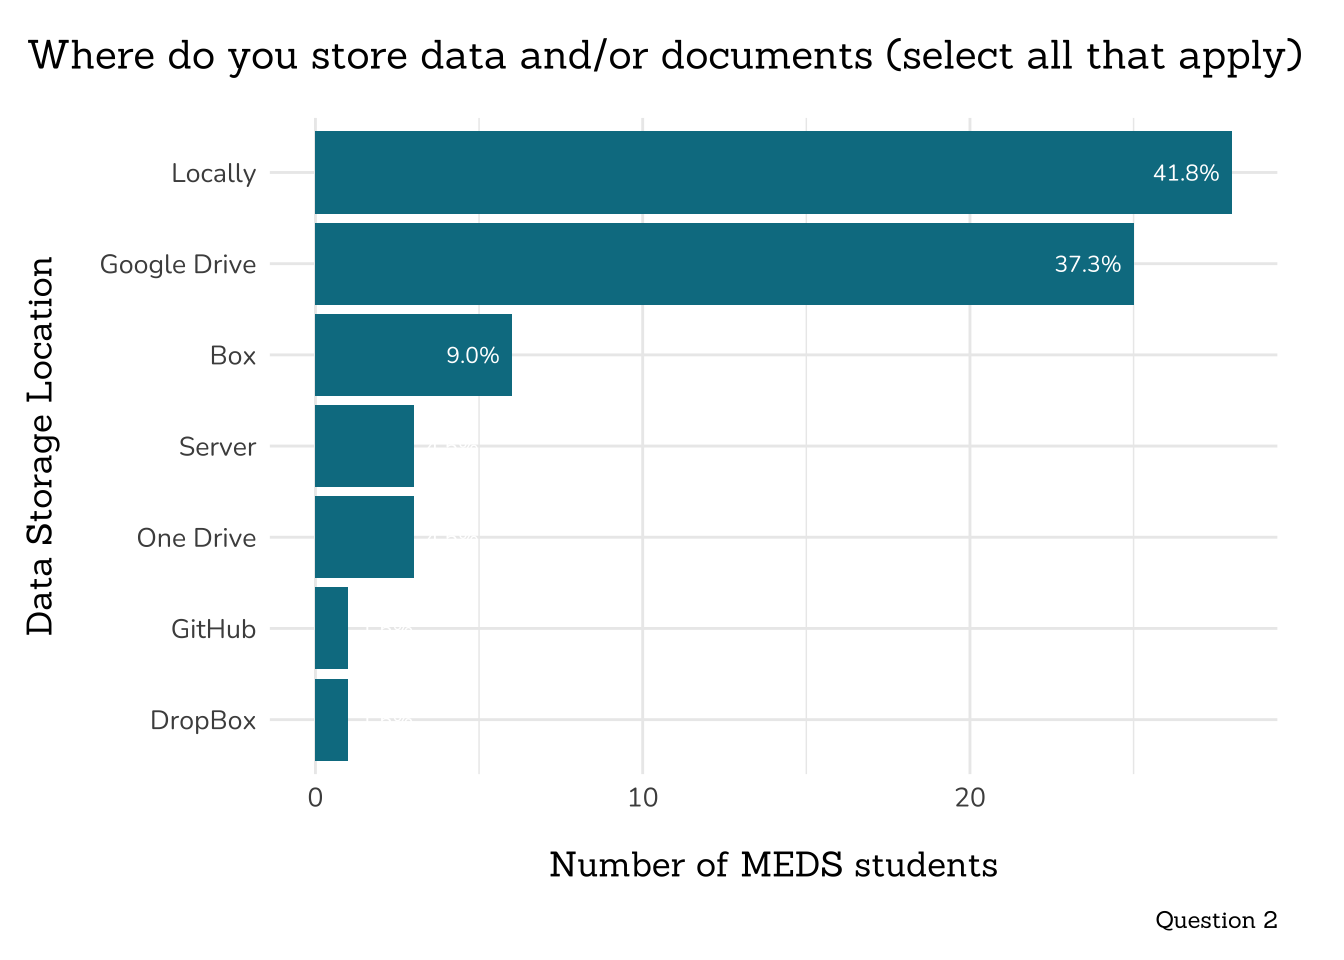 Where do you store data and/or documents (select all that apply)
Locally
41.8%
Google Drive
37.3%
Box
9.0%
Server
One Drive
GitHub
DropBox
0 10 20
Data Storage Location
Number of MEDS students
Question 2